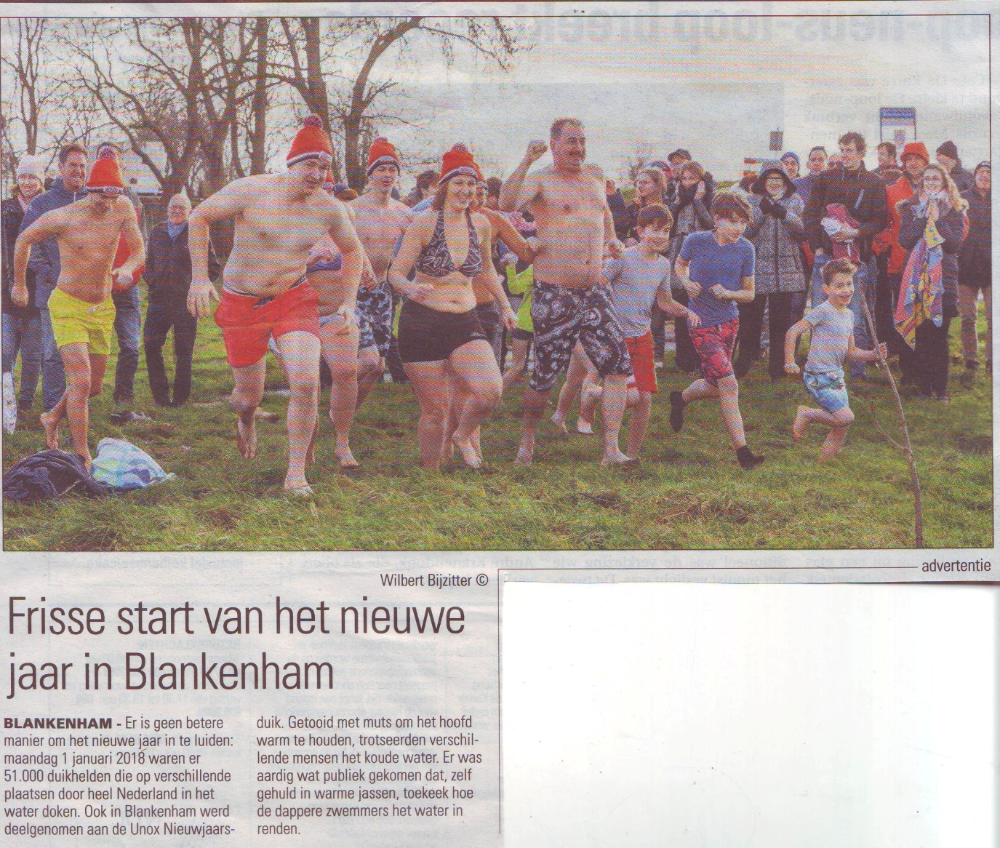 advertentie
Wilbert Bijzitter ©
Frisse start van het nieuwe
jaar in Blankenham
BLANKENHAM - Er is geen betere
manier om het nieuwe jaar in te luiden:
maandag 1 januari 2018 waren er
51.000 duikhelden die op verschillende
plaatsen door heel Nederland in het
water doken. Ook in Blankenham werd
deelgenomen aan de Unox Nieuwjaars-
duik. Getooid met muts om het hoofd
warm te houden, trotseerden verschil-
lende mensen het koude water. Er was
aardig wat publiek gekomen dat, zelf
gehuld in warme jassen, toekeek hoe
de dappere zwemmers het water in
renden.